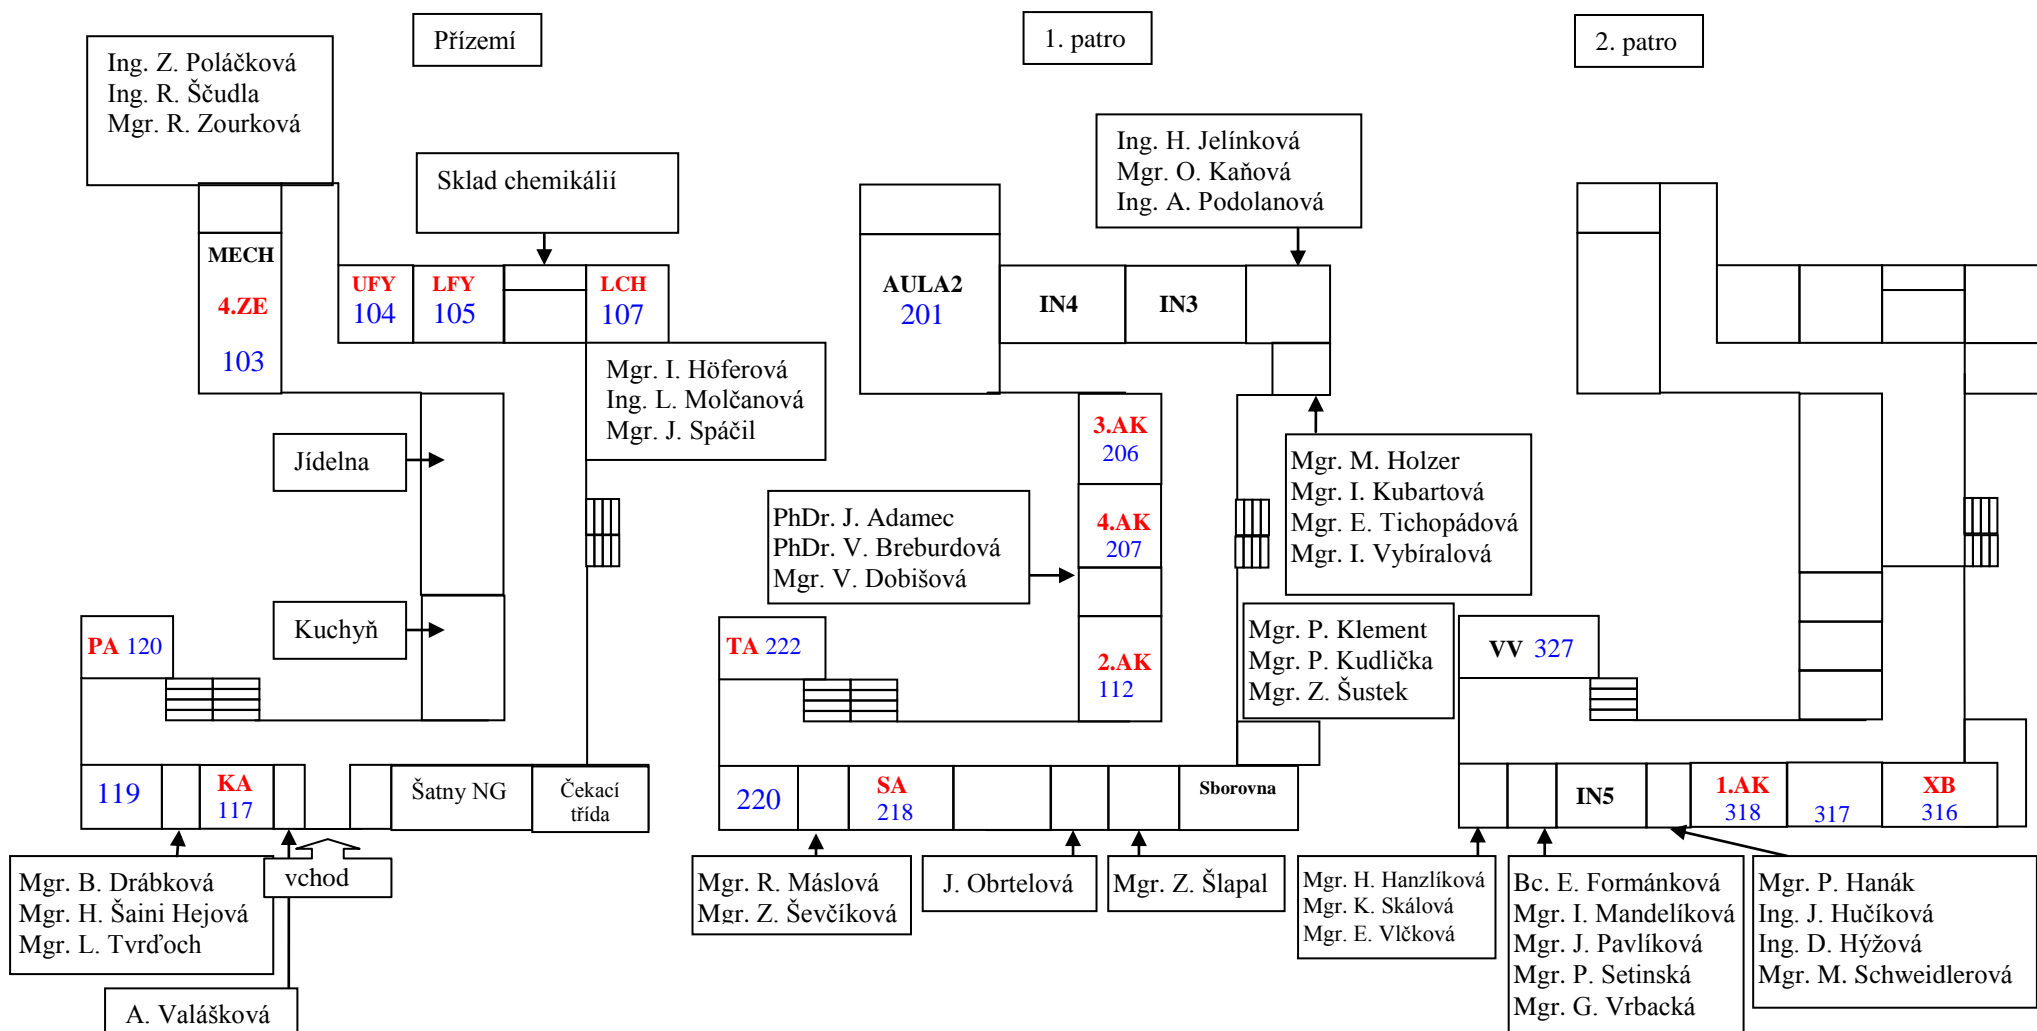 Přízemí
1. patro
2. patro
Ing. Z. Poláčková
Ing. R. Ščudla
Mgr. R. Zourková
Sklad chemikálií
MECH
4.ZE
103
UFY
104
LFY
105
LCH
107
Mgr. I. Höferová
Ing. L. Molčanová
Mgr. J. Spáčil
Jídelna
Kuchyň
PA 120
119
KA
117
Šatny NG
Čekací
třída
vchod
Mgr. B. Drábková
Mgr. H. Šaini Hejová
Mgr. L. Tvrďoch
A. Valášková
Ing. H. Jelínková
Mgr. O. Kaňová
Ing. A. Podolanová
AULA2
201
IN4
IN3
3.AK
206
4.AK
207
PhDr. J. Adamec
PhDr. V. Breburdová
Mgr. V. Dobišová
2.AK
112
Mgr. M. Holzer
Mgr. I. Kubartová
Mgr. E. Tichopádová
Mgr. I. Vybíralová
Mgr. P. Klement
Mgr. P. Kudlička
Mgr. Z. Šustek
TA 222
220
SA
218
Sborovna
Mgr. R. Máslová
Mgr. Z. Ševčíková
J. Obrtelová
Mgr. Z. Šlapal
VV 327
IN5
1.AK
318
317
XB
316
Mgr. H. Hanzlíková
Mgr. K. Skálová
Mgr. E. Vlčková
Bc. E. Formánková
Mgr. I. Mandelíková
Mgr. J. Pavlíková
Mgr. P. Setinská
Mgr. G. Vrbacká
Mgr. P. Hanák
Ing. J. Hučíková
Ing. D. Hýžová
Mgr. M. Schweidlerová